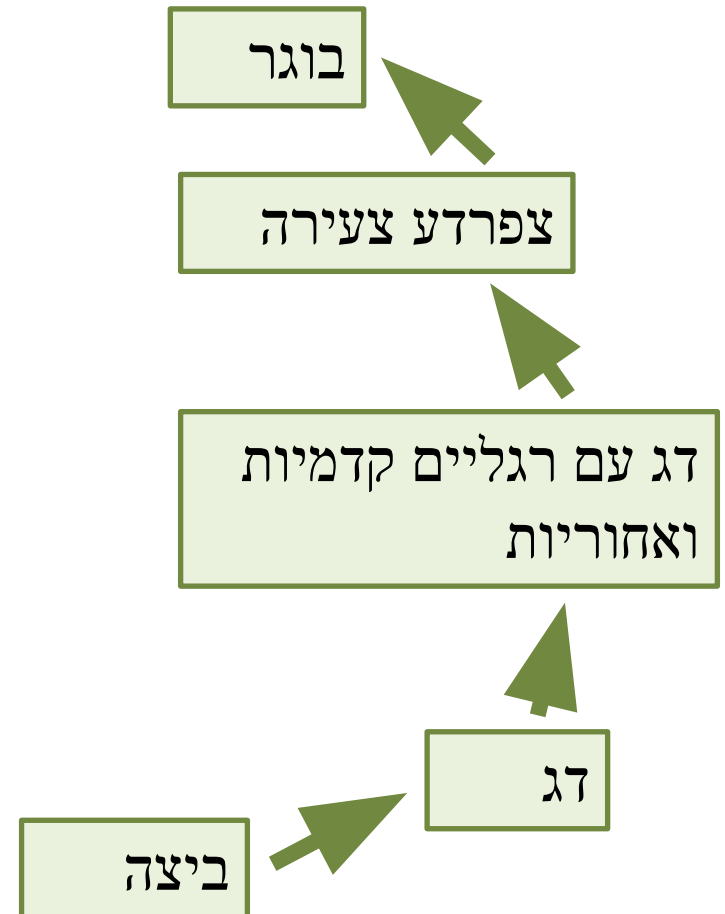 בוגר
צפרדע צעירה
דג עם רגליים קדמיות
ואחוריות
דג
ביצה